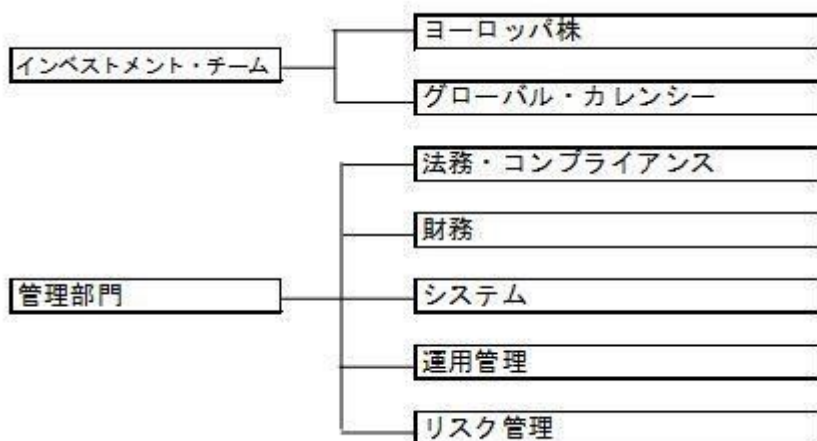 インベストメント・チーム
ヨーロッパ株
グローバル・カレンシー
管理部門
法務・コンプライアンス
財務
システム
運用管理
リスク管理